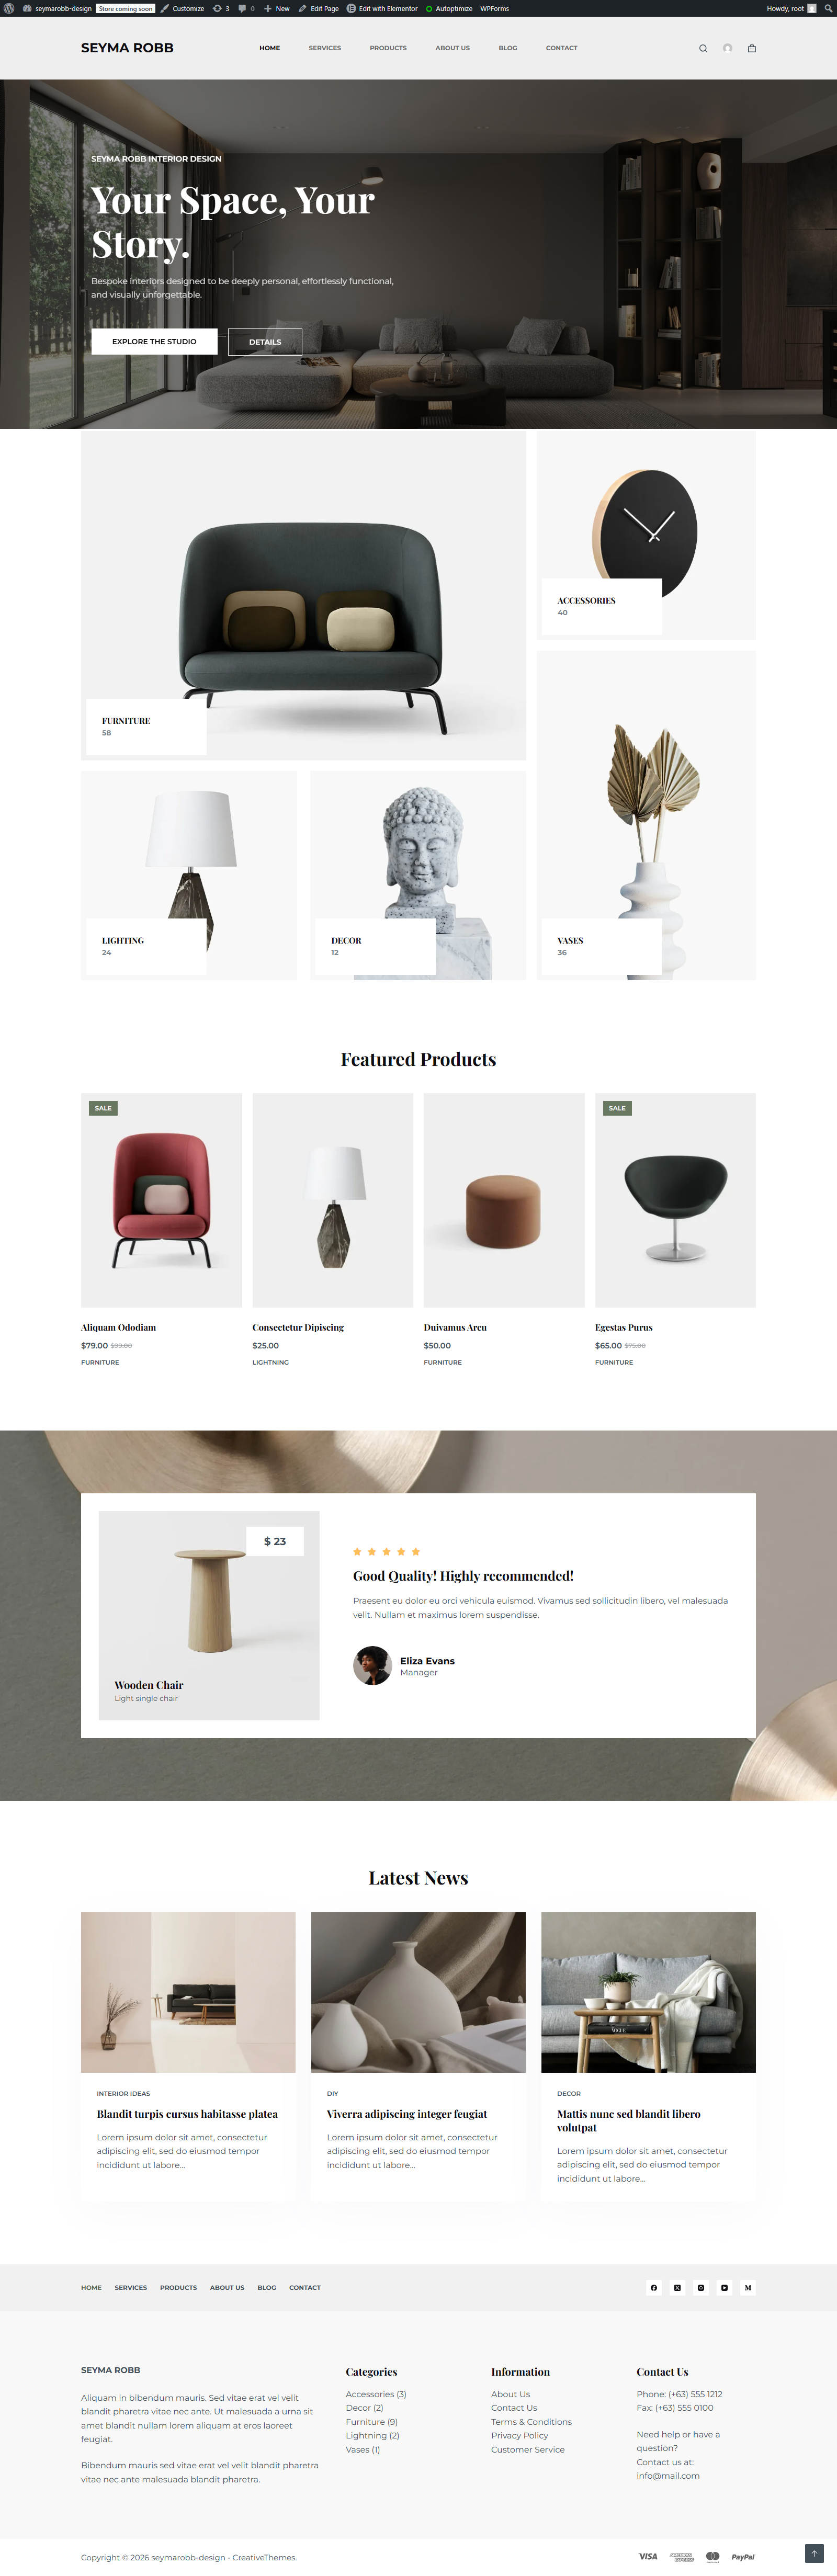 seymarobb-design Store coming soon Customize 3 0 New Edit Page Edit with Elementor Autoptimize WPForms Howdy, root
SEYMA ROBB HOME SERVICES PRODUCTS ABOUT US BLOG CONTACT
SEYMA ROBB INTERIOR DESIGN
Your Space, Your
Story.
Bespoke interiors designed to be deeply personal, effortlessly functional,
and visually unforgettable.
EXPLORE THE STUDIO DETAILS
ACCESSORIES
40
FURNITURE
58
LIGHTING
24
DECOR
12
VASES
36
Featured Products
SALE
SALE
Aliquam Ododiam
$79.00 $99.00
FURNITURE
Consectetur Dipiscing
$25.00
LIGHTNING
Duivamus Arcu
$50.00
FURNITURE
Egestas Purus
$65.00 $75.00
FURNITURE
$ 23
Wooden Chair
Light single chair
Good Quality! Highly recommended!
Praesent eu dolor eu orci vehicula euismod. Vivamus sed sollicitudin libero, vel malesuada
velit. Nullam et maximus lorem suspendisse.
Eliza Evans
Manager
Latest News
INTERIOR IDEAS
Blandit turpis cursus habitasse platea
Lorem ipsum dolor sit amet, consectetur
adipiscing elit, sed do eiusmod tempor
incididunt ut labore...
DIY
Viverra adipiscing integer feugiat
Lorem ipsum dolor sit amet, consectetur
adipiscing elit, sed do eiusmod tempor
incididunt ut labore...
VOGUE
DECOR
Mattis nunc sed blandit libero
volutpat
Lorem ipsum dolor sit amet, consectetur
adipiscing elit, sed do eiusmod tempor
incididunt ut labore...
HOME SERVICES PRODUCTS ABOUT US BLOG CONTACT
SEYMA ROBB
Aliquam in bibendum mauris. Sed vitae erat vel velit
blandit pharetra vitae nec ante. Ut malesuada a urna sit
amet blandit nullam lorem aliquam at eros laoreet
feugiat.
Bibendum mauris sed vitae erat vel velit blandit pharetra
vitae nec ante malesuada blandit pharetra.
Categories
Accessories (3)
Decor (2)
Furniture (9)
Lightning (2)
Vases (1)
Information
About Us
Contact Us
Terms & Conditions
Privacy Policy
Customer Service
Contact Us
Phone: (+63) 555 1212
Fax: (+63) 555 0100
Need help or have a
question?
Contact us at:
info@mail.com
Copyright © 2026 seymarobb-design - CreativeThemes.
VISA AMERICAN EXPRESS PayPal